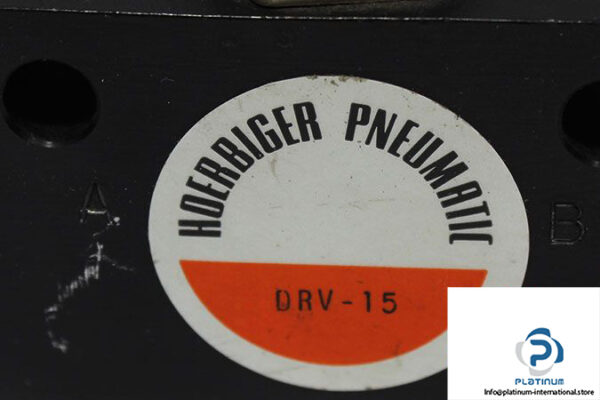 HOERBIGER PNEUMATIC
A
B
DRV-15
PLATINUM
Info@platinum-international.store